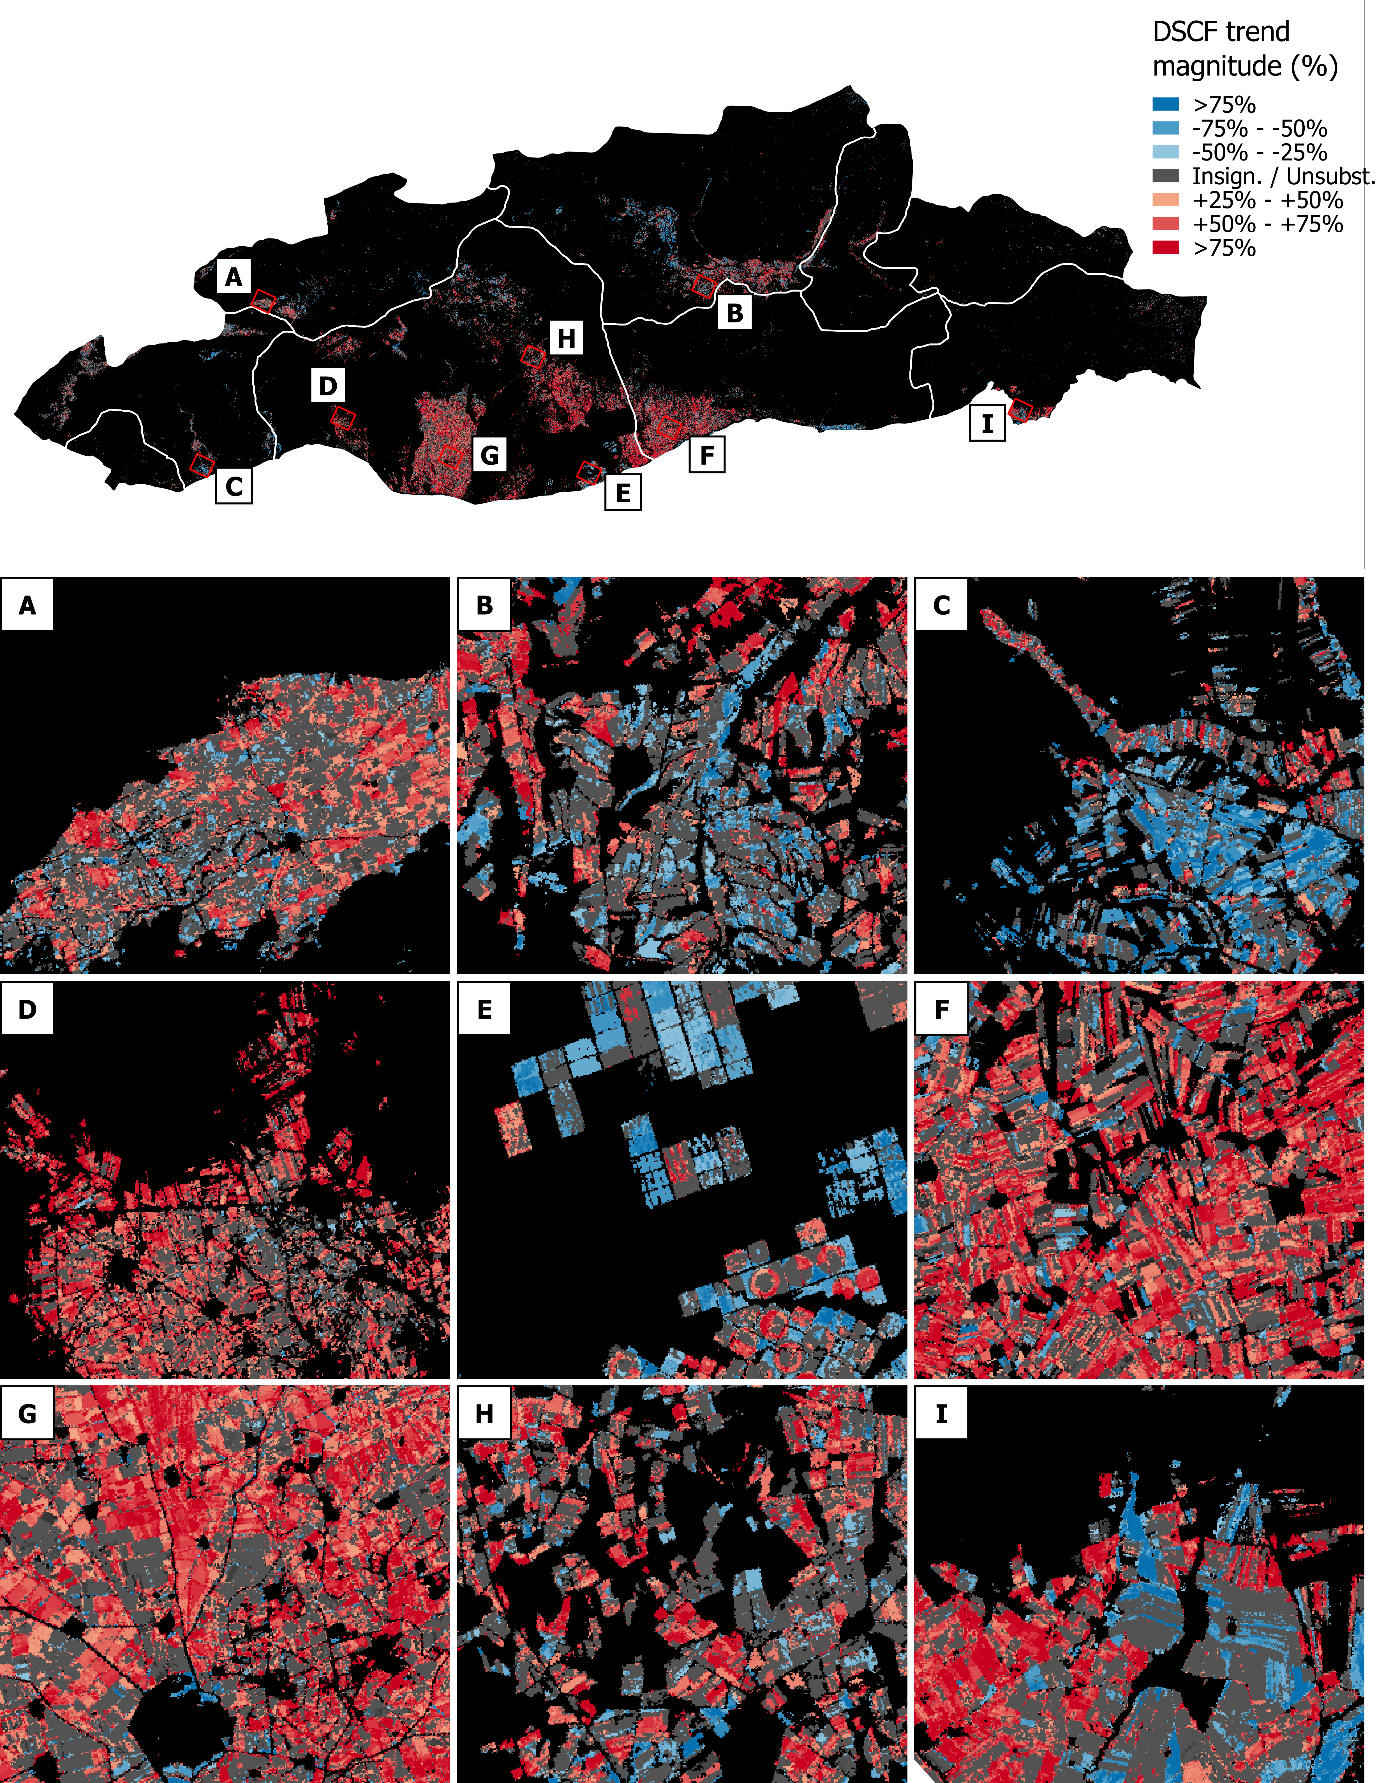 DSCF trend
magnitude (%)
>75%
-75% - -50%
-50% - -25%
Insign. / Unsubst.
+25% - +50%
+50% - +75%
>75%
A
B
H
D
I
G
F
C
E
A
B
C
D
E
F
G
H
I